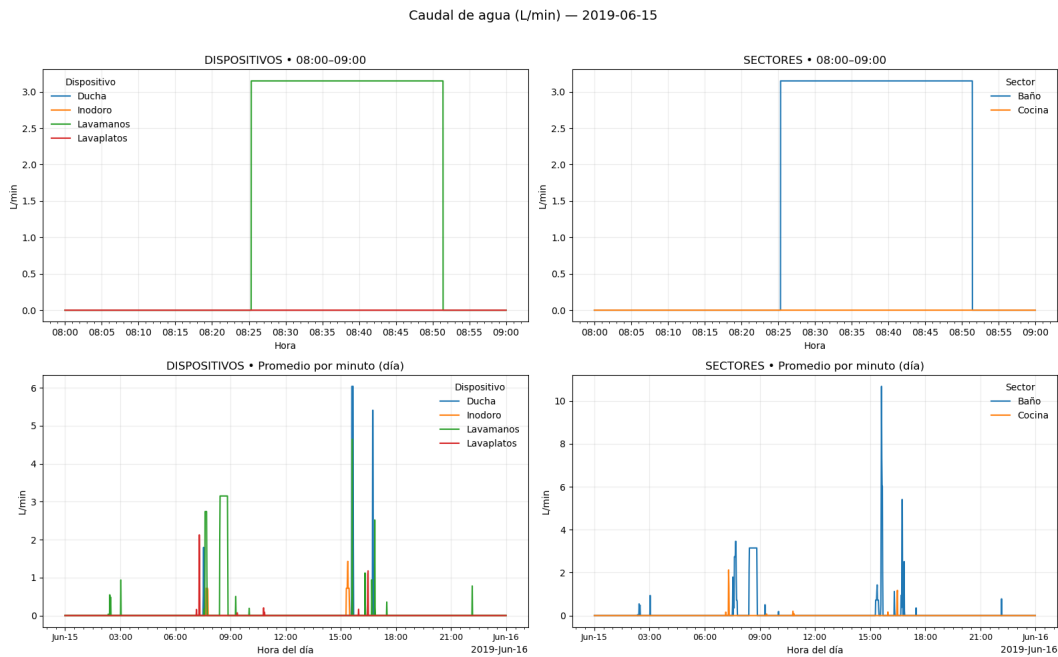 Caudal de agua (L/min) — 2019-06-15
DISPOSITIVOS • 08:00–09:00
Dispositivo
Ducha
Inodoro
Lavamanos
Lavaplatos
3.0
2.5
2.0
1.5
1.0
0.5
0.0
L/min
08:00 08:05 08:10 08:15 08:20 08:25 08:30 08:35 08:40 08:45 08:50 08:55 09:00
Hora
SECTORES • 08:00–09:00
Sector
Baño
Cocina
3.0
2.5
2.0
1.5
1.0
0.5
0.0
L/min
08:00 08:05 08:10 08:15 08:20 08:25 08:30 08:35 08:40 08:45 08:50 08:55 09:00
Hora
DISPOSITIVOS • Promedio por minuto (día)
Dispositivo
Ducha
Inodoro
Lavamanos
Lavaplatos
6
5
4
3
2
1
0
L/min
Jun-15 03:00 06:00 09:00 12:00 15:00 18:00 21:00 Jun-16
Hora del día
2019-Jun-16
SECTORES • Promedio por minuto (día)
Sector
Baño
Cocina
10
8
6
4
2
0
L/min
Jun-15 03:00 06:00 09:00 12:00 15:00 18:00 21:00 Jun-16
Hora del día
2019-Jun-16